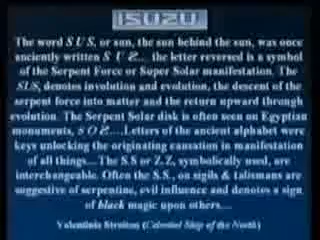 ISUZU
The word S U S, or sun, the sun behind the sun, was once
anciently written S U Z... the letter reversed is a symbol
of the Serpent Force or Super Solar manifestation. The
SUS, denotes involution and evolution, the descent of the
serpent force into matter and the return upward through
evolution. The Serpent Solar disk is often seen on Egyptian
monuments, S O Z....Letters of the ancient alphabet were
keys unlocking the originating causation in manifestation
of all things... The S.S or Z.Z, symbolically used, are
interchangeable. Often the S.S., on sigils & talismans are
suggestive of serpentine, evil influence and denotes a sign
of black magic upon others....
Valentinia Straiton (Celestial Ship of the North)